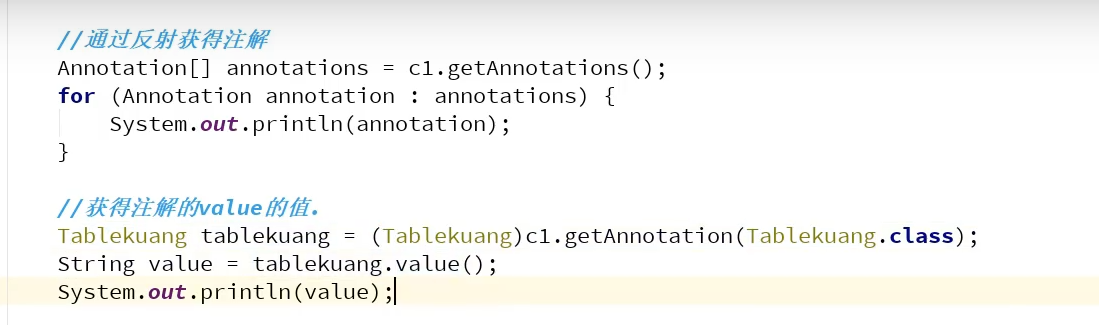 //通过反射获得注解
Annotation[] annotations = c1.getAnnotations();
for (Annotation annotation : annotations) {
System.out.println(annotation);
}
//获得注解的value的值.
Tablekuang tablekuang = (Tablekuang)c1.getAnnotation(Tablekuang.class);
String value = tablekuang.value();
System.out.println(value);